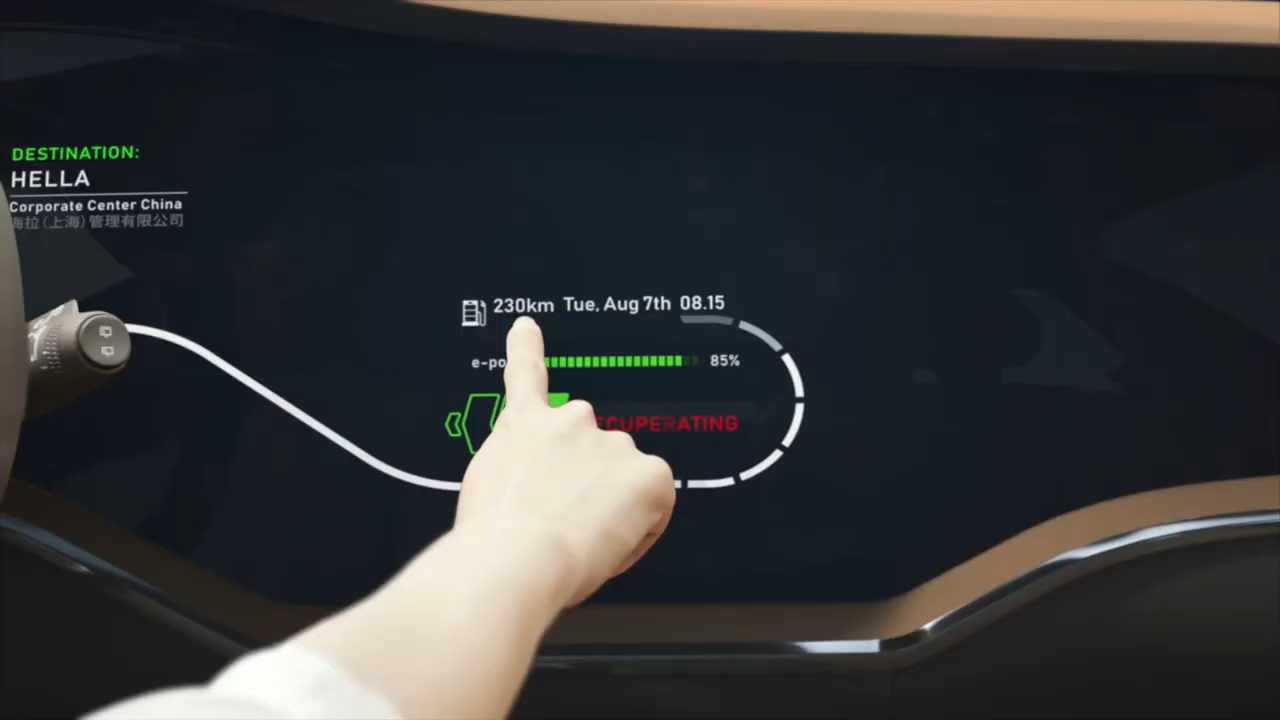 DESTINATION:
HELLA
Corporate Center China
海拉(上海)管理有限公司
230km Tue, Aug 7th 08.15
85%